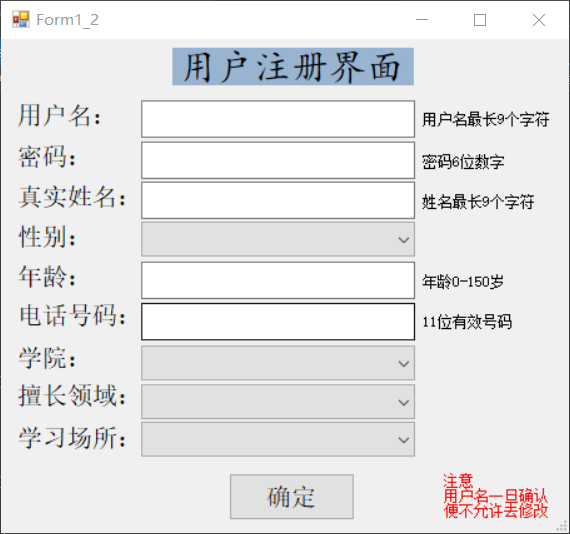 Form1_2
用户注册界面
用户名：
用户名最长9个字符
密码：
密码6位数字
真实姓名：
姓名最长9个字符
性别：
年龄：
年龄0-150岁
电话号码：
11位有效号码
学院：
擅长领域：
学习场所：
确定
注意
用户名一旦确认
便不允许去修改